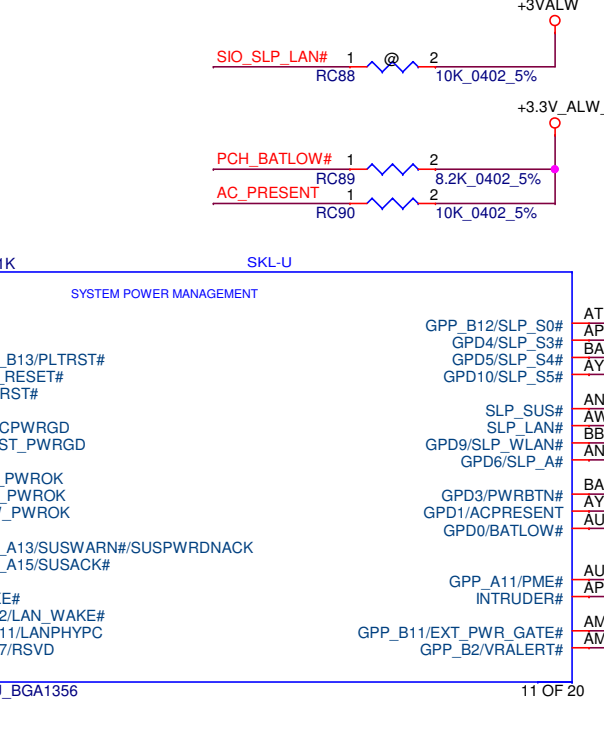 +3VALW
SIO_SLP_LAN# 1 @ 2
RC88 10K_0402_5%
+3.3V_ALW_
PCH_BATLOW# 1 2
RC89 8.2K_0402_5%
AC_PRESENT 1 2
RC90 10K_0402_5%
1K SKL-U
SYSTEM POWER MANAGEMENT
GPP_B12/SLP_S0# AT
GPD4/SLP_S3# AP
_B13/PLTRST# GPD5/SLP_S4# BA
_RESET# GPD10/SLP_S5# AY
RST#
SLP_SUS# AN
CPWRGD SLP_LAN# AW
ST_PWRGD GPD9/SLP_WLAN# BB
GPD6/SLP_A# AN
_PWROK
_PWROK GPD3/PWRBTN# BA
_PWROK GPD1/ACPRESENT AY
GPD0/BATLOW# AU
_A13/SUSWARN#/SUSPWRDNACK
_A15/SUSACK#
GPP_A11/PME# AU
E# INTRUDER# AP
2/LAN_WAKE#
11/LANPHYPC GPP_B11/EXT_PWR_GATE# AM
7/RSVD GPP_B2/VRALERT# AM
_BGA1356 11 OF 20